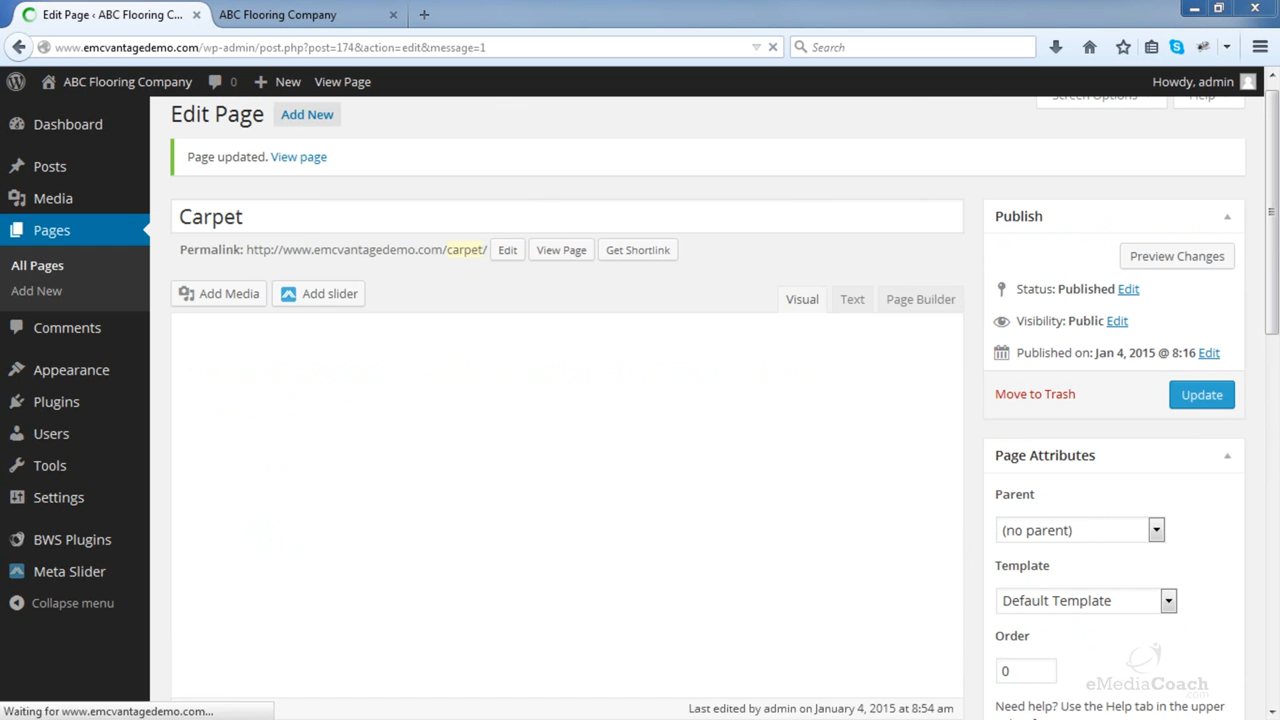 Edit Page ‹ ABC Flooring C... ×
ABC Flooring Company ×
www.emcvantagedemo.com/wp-admin/post.php?post=174&action=edit&message=1
Search
ABC Flooring Company 0 New View Page Howdy, admin
Screen Options Help
Dashboard
Posts
Media
Pages
All Pages
Add New
Comments
Appearance
Plugins
Users
Tools
Settings
BWS Plugins
Meta Slider
Collapse menu
Edit Page Add New
Page updated. View page
Carpet
Permalink: http://www.emcvantagedemo.com/carpet/ Edit View Page Get Shortlink
Add Media Add slider
Visual Text Page Builder
Last edited by admin on January 4, 2015 at 8:54 am
Publish
Preview Changes
Status: Published Edit
Visibility: Public Edit
Published on: Jan 4, 2015 @ 8:16 Edit
Move to Trash Update
Page Attributes
Parent
(no parent)
Template
Default Template
Order
0
eMediaCoach
Need help? Use the Help tab in the upper
Waiting for www.emcvantagedemo.com...